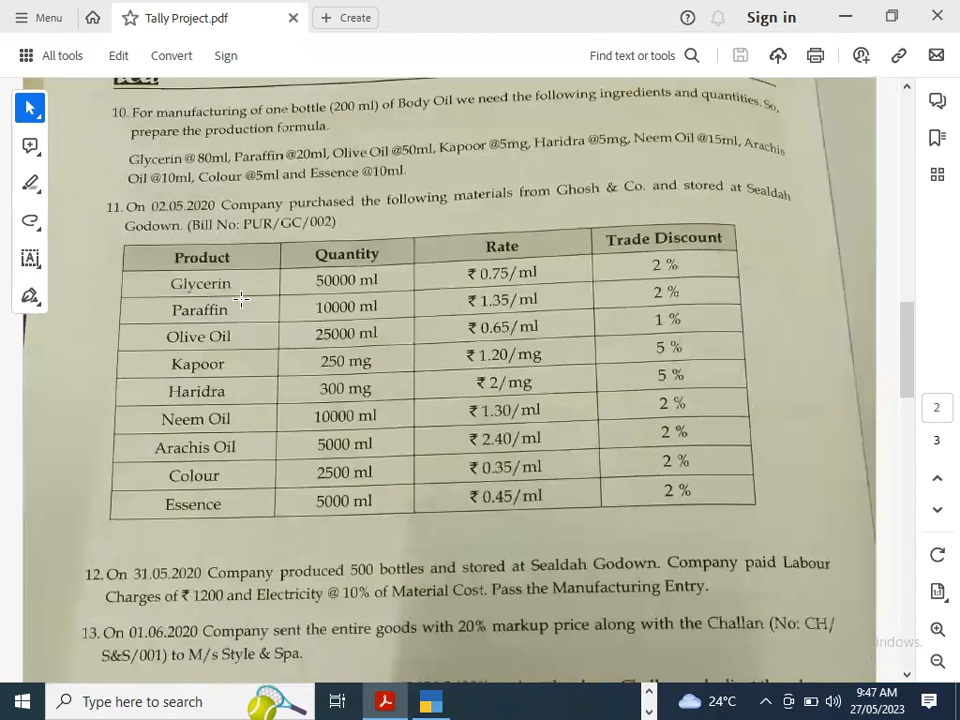 Menu
Tally Project.pdf
Create
Sign in
All tools
Edit
Convert
Sign
Find text or tools
10. For manufacturing of one bottle (200 ml) of Body Oil we need the following ingredients and quantities. So,
prepare the production formula.
Glycerin @ 80ml, Paraffin @20ml, Olive Oil @50ml, Kapoor @5mg, Haridra @5mg, Neem Oil @15ml, Arachis
Oil @10ml, Colour @5ml and Essence @10ml.
11. On 02.05.2020 Company purchased the following materials from Ghosh & Co. and stored at Sealdah
Godown. (Bill No: PUR/GC/002)
Product Quantity Rate Trade Discount
Glycerin 50000 ml ₹ 0.75/ml 2 %
Paraffin 10000 ml ₹ 1.35/ml 2 %
Olive Oil 25000 ml ₹ 0.65/ml 1 %
Kapoor 250 mg ₹ 1.20/mg 5 %
Haridra 300 mg ₹ 2/mg 5 %
Neem Oil 10000 ml ₹ 1.30/ml 2 %
Arachis Oil 5000 ml ₹ 2.40/ml 2 %
Colour 2500 ml ₹ 0.35/ml 2 %
Essence 5000 ml ₹ 0.45/ml 2 %
12. On 31.05.2020 Company produced 500 bottles and stored at Sealdah Godown. Company paid Labour
Charges of ₹ 1200 and Electricity @ 10% of Material Cost. Pass the Manufacturing Entry.
13. On 01.06.2020 Company sent the entire goods with 20% markup price along with the Challan (No: CH/
S&S/001) to M/s Style & Spa.
2
3
1:1
ndows.
Type here to search
24°C
9:47 AM
27/05/2023